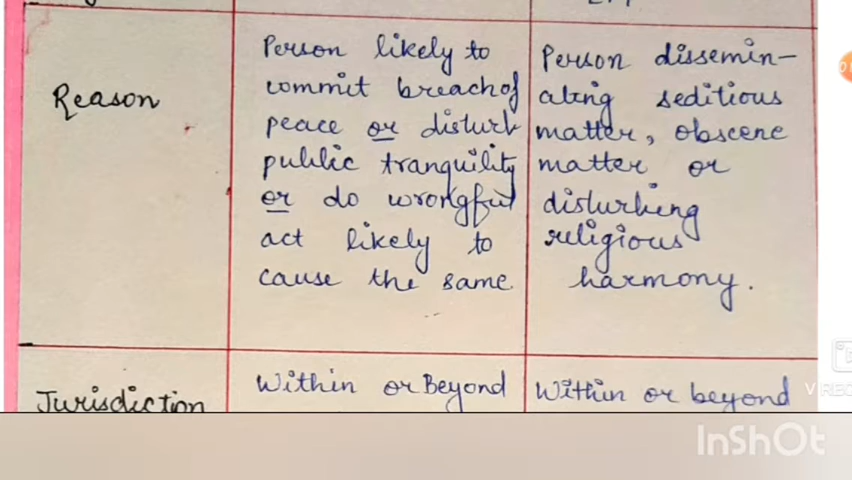 Reason
Person likely to
commit breach of
peace or disturb
public tranquility
or do wrongful
act likely to
cause the same.
Person dissemin-
ating seditious
matter, obscene
matter or
disturbing
religious
harmony.
Jurisdiction
Within or Beyond
Within or beyond
InShOt